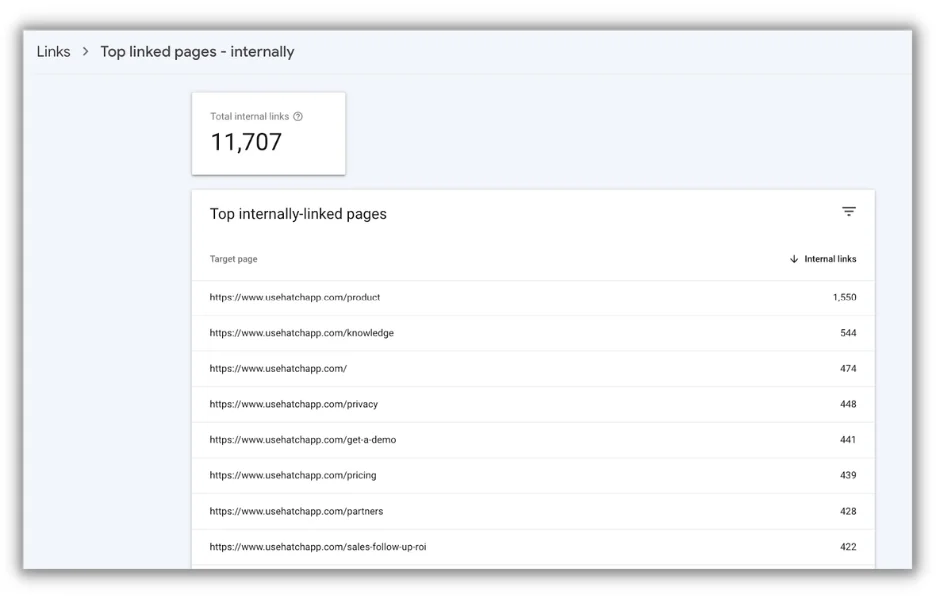 Links > Top linked pages - internally
Total internal links
11,707
Top internally-linked pages
Target page Internal links
https://www.usehatchapp.com/product 1,550
https://www.usehatchapp.com/knowledge 544
https://www.usehatchapp.com/ 474
https://www.usehatchapp.com/privacy 448
https://www.usehatchapp.com/get-a-demo 441
https://www.usehatchapp.com/pricing 439
https://www.usehatchapp.com/partners 428
https://www.usehatchapp.com/sales-follow-up-roi 422